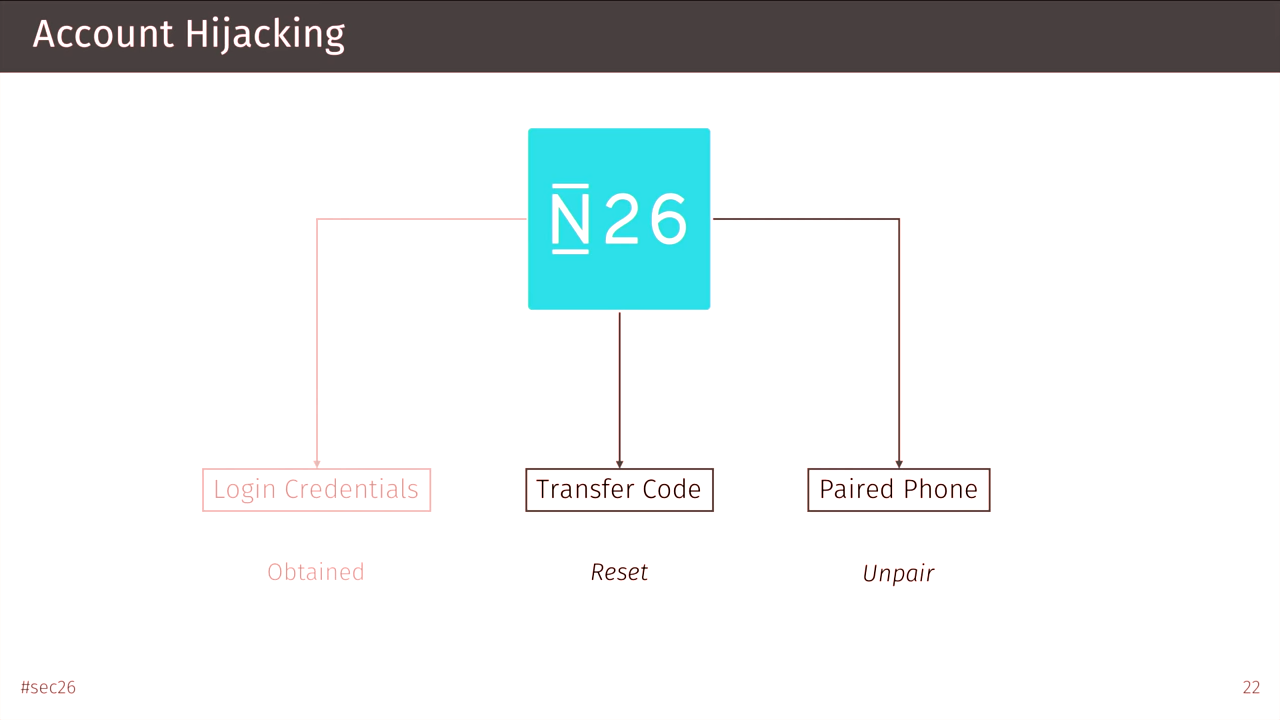 Account Hijacking
N26
Login Credentials
Transfer Code
Paired Phone
Obtained
Reset
Unpair
#sec26
22